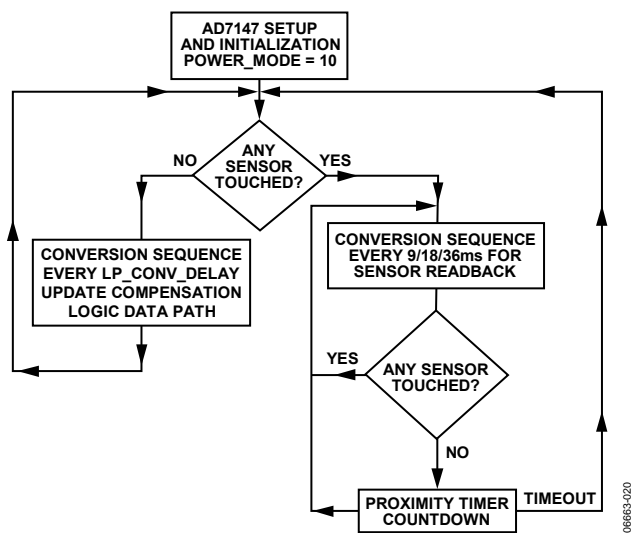 AD7147 SETUP
AND INITIALIZATION
POWER_MODE = 10
ANY
SENSOR
TOUCHED?
NO
YES
CONVERSION SEQUENCE
EVERY LP_CONV_DELAY
UPDATE COMPENSATION
LOGIC DATA PATH
CONVERSION SEQUENCE
EVERY 9/18/36ms FOR
SENSOR READBACK
YES
ANY SENSOR
TOUCHED?
NO
PROXIMITY TIMER
COUNTDOWN
TIMEOUT
06663-020